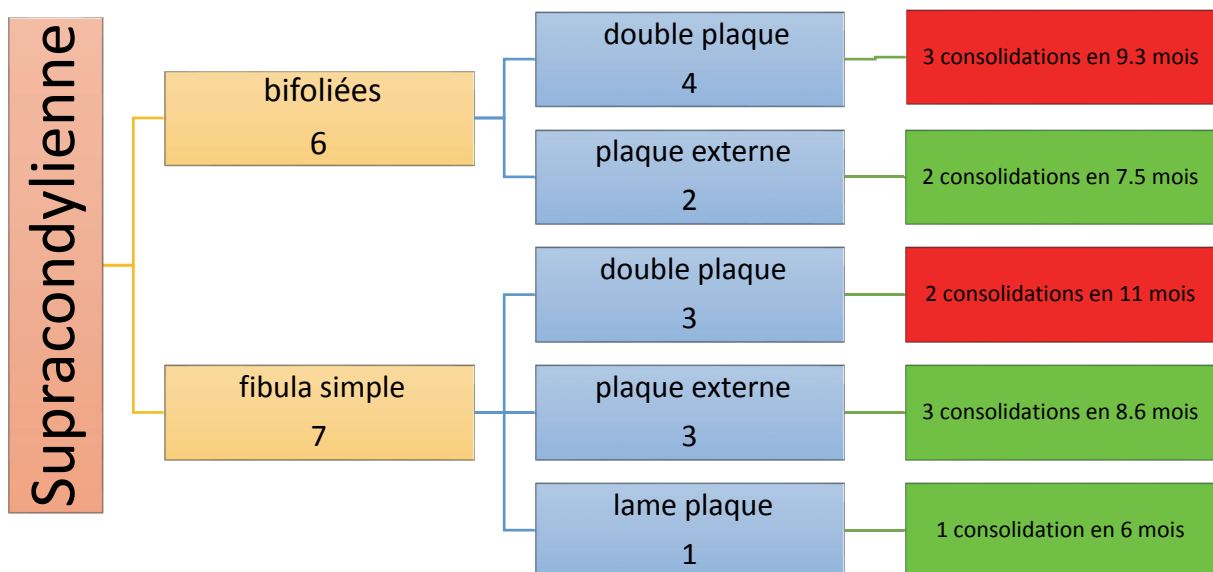 Supracondylienne
bifoliées
6
double plaque
4
3 consolidations en 9.3 mois
plaque externe
2
2 consolidations en 7.5 mois
fibula simple
7
double plaque
3
2 consolidations en 11 mois
plaque externe
3
3 consolidations en 8.6 mois
lame plaque
1
1 consolidation en 6 mois